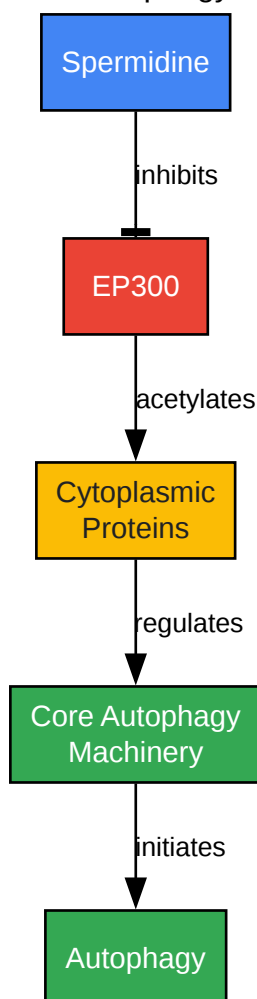 Spermidine
inhibits
EP300
acetylates
Cytoplasmic
Proteins
regulates
Core Autophagy
Machinery
initiates
Autophagy